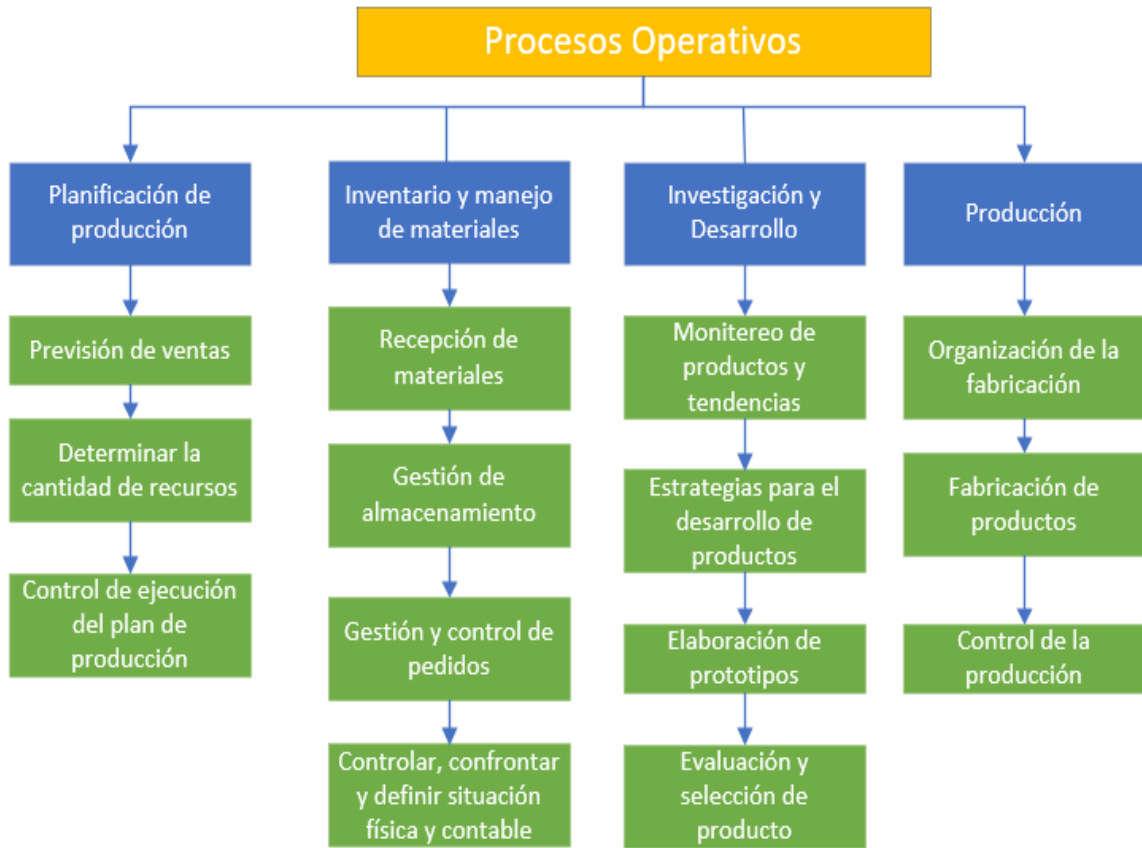 Procesos Operativos
Planificación de
producción
Inventario y manejo
de materiales
Investigación y
Desarrollo
Producción
Previsión de ventas
Determinar la
cantidad de recursos
Control de ejecución
del plan de
producción
Recepción de
materiales
Gestión de
almacenamiento
Gestión y control de
pedidos
Controlar, confrontar
y definir situación
física y contable
Monitereo de
productos y
tendencias
Estrategias para el
desarrollo de
productos
Elaboración de
prototipos
Evaluación y
selección de
producto
Organización de la
fabricación
Fabricación de
productos
Control de la
producción